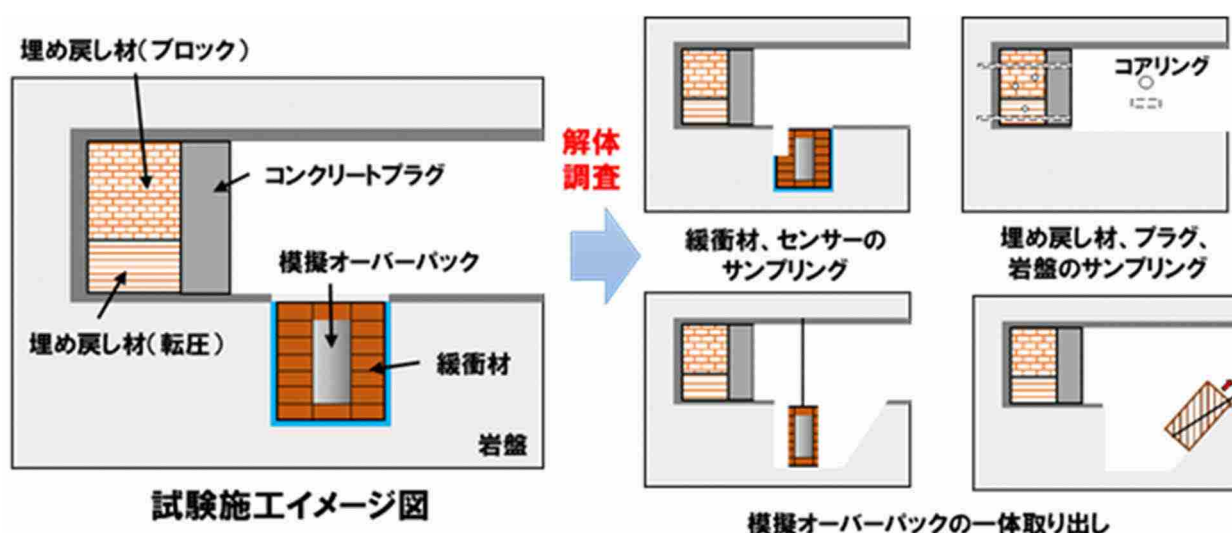 埋め戻し材(ブロック)
コンクリートプラグ
模擬オーバーパック
埋め戻し材(転圧)
緩衝材
岩盤
試験施工イメージ図
解体
調査
緩衝材、センサーの
サンプリング
コアリング
埋め戻し材、プラグ、
岩盤のサンプリング
模擬オーバーパックの一体取り出し